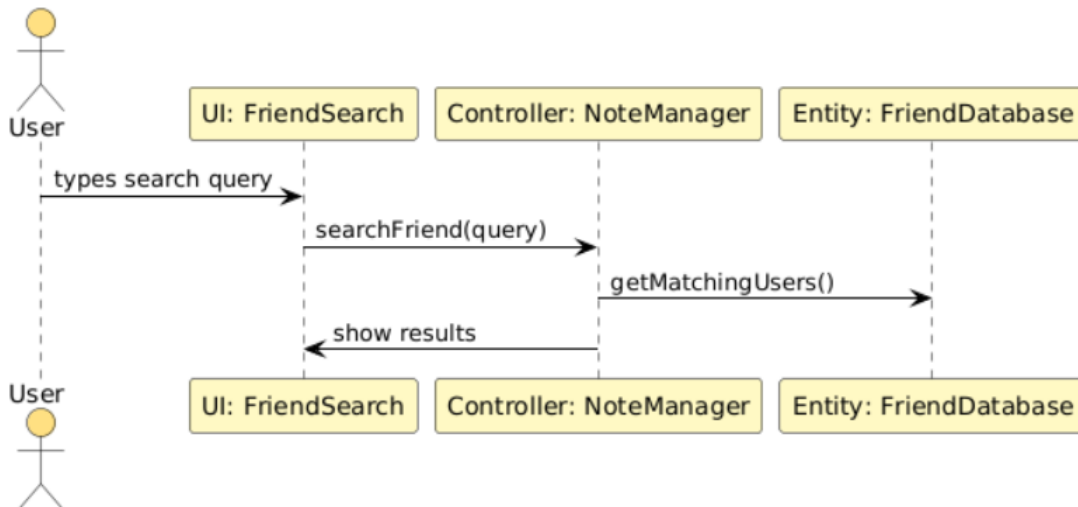 User
UI: FriendSearch
Controller: NoteManager
Entity: FriendDatabase
types search query
searchFriend(query)
getMatchingUsers()
show results
User
UI: FriendSearch
Controller: NoteManager
Entity: FriendDatabase